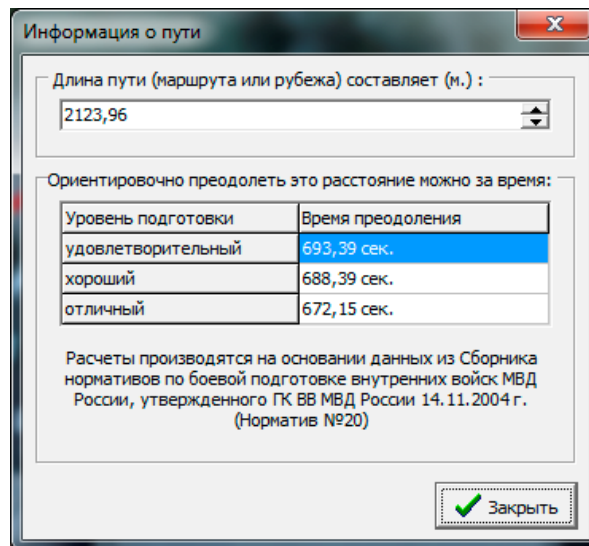 Информация о пути
Длина пути (маршрута или рубежа) составляет (м.) :
2123,96
Ориентировочно преодолеть это расстояние можно за время:
Уровень подготовки Время преодоления
удовлетворительный 693,39 сек.
хороший 688,39 сек.
отличный 672,15 сек.
Расчеты производятся на основании данных из Сборника
нормативов по боевой подготовке внутренних войск МВД
России, утвержденного ГК ВВ МВД России 14.11.2004 г.
(Норматив №20)
Закрыть